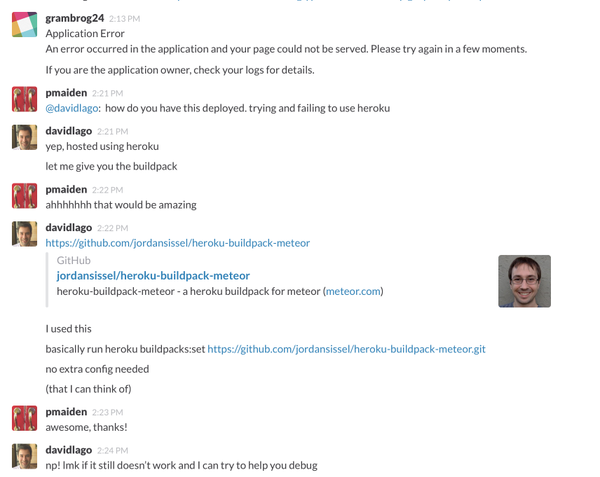 grambrog24 2:13 PM
Application Error
An error occurred in the application and your page could not be served. Please try again in a few moments.
If you are the application owner, check your logs for details.
pmaiden 2:21 PM
@davidlago: how do you have this deployed. trying and failing to use heroku
davidlago 2:21 PM
yep, hosted using heroku
let me give you the buildpack
pmaiden 2:22 PM
ahhhhhhh that would be amazing
davidlago 2:22 PM
https://github.com/jordansissel/heroku-buildpack-meteor
GitHub
jordansissel/heroku-buildpack-meteor
heroku-buildpack-meteor - a heroku buildpack for meteor (meteor.com)
I used this
basically run heroku buildpacks:set https://github.com/jordansissel/heroku-buildpack-meteor.git
no extra config needed
(that I can think of)
pmaiden 2:23 PM
awesome, thanks!
davidlago 2:24 PM
np! lmk if it still doesn't work and I can try to help you debug